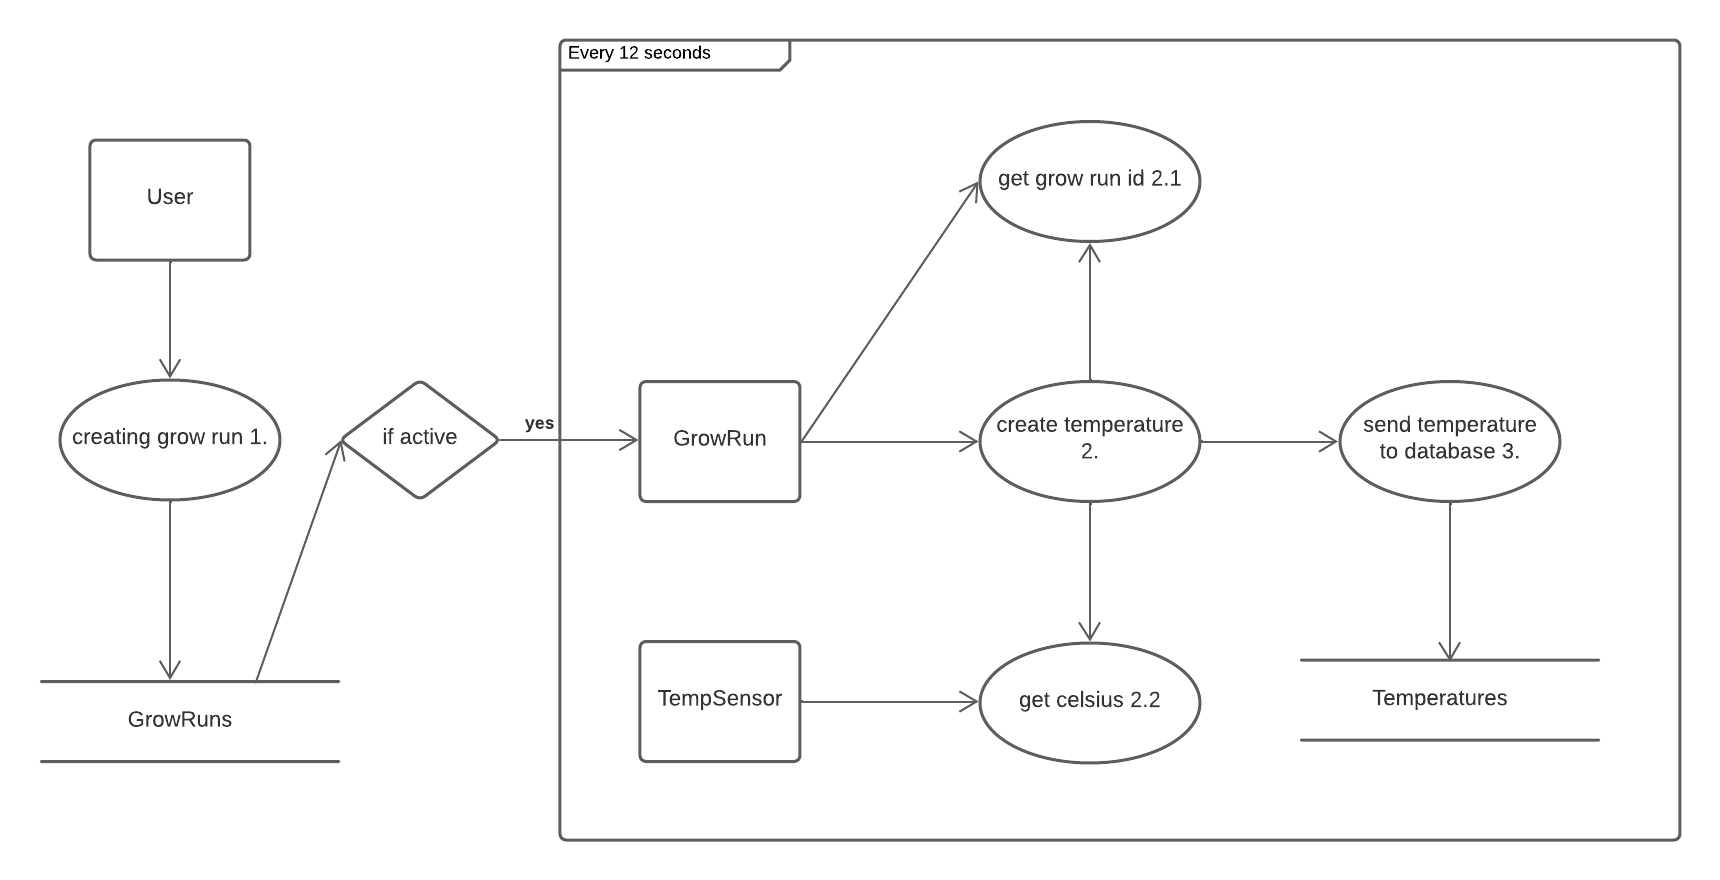 Every 12 seconds
User
get grow run id 2.1
creating grow run 1.
if active
yes
GrowRun
create temperature
2.
send temperature
to database 3.
GrowRuns
TempSensor
get celsius 2.2
Temperatures